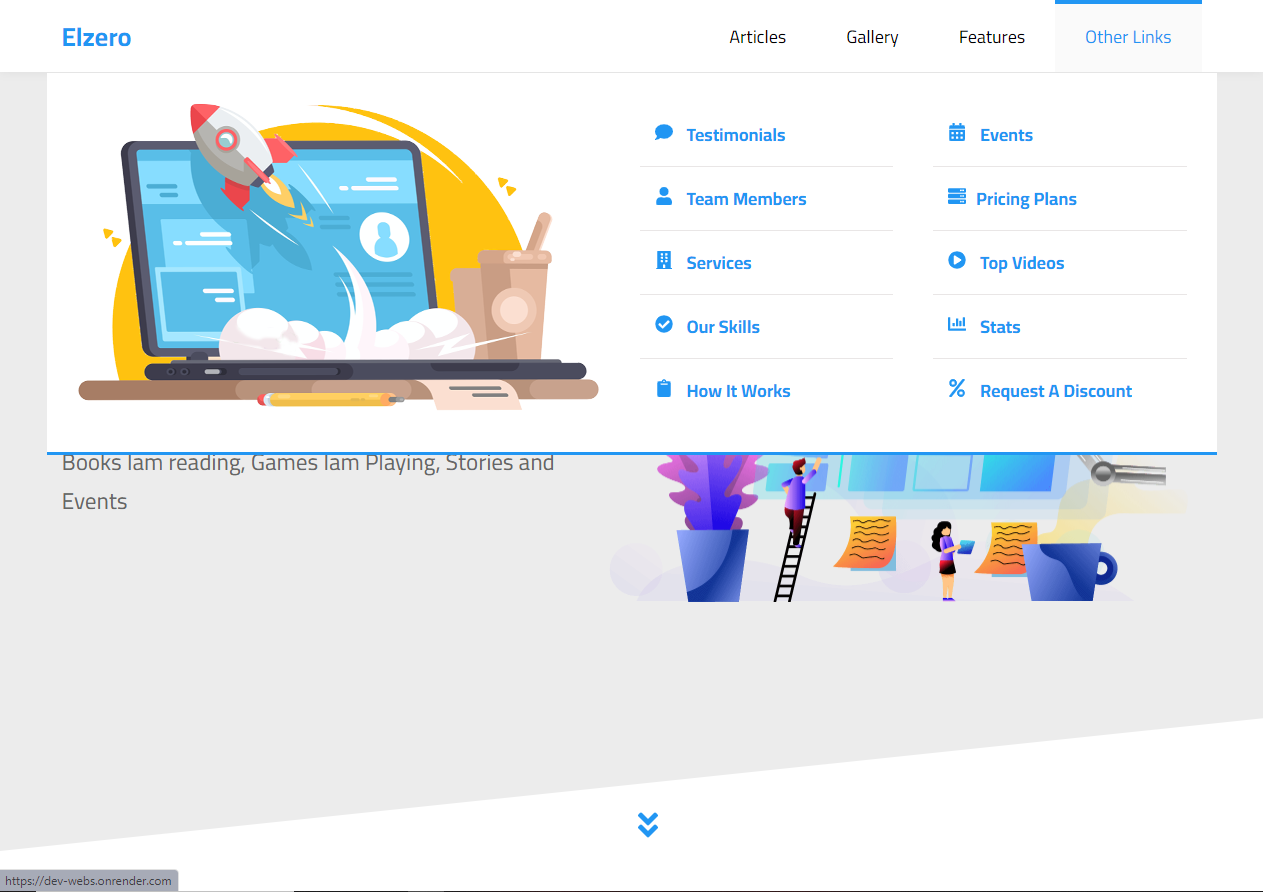 Elzero
Articles
Gallery
Features
Other Links
Testimonials
Events
Team Members
Pricing Plans
Services
Top Videos
Our Skills
Stats
How It Works
Request A Discount
Books Iam reading, Games Iam Playing, Stories and
Events
https://dev-webs.onrender.com